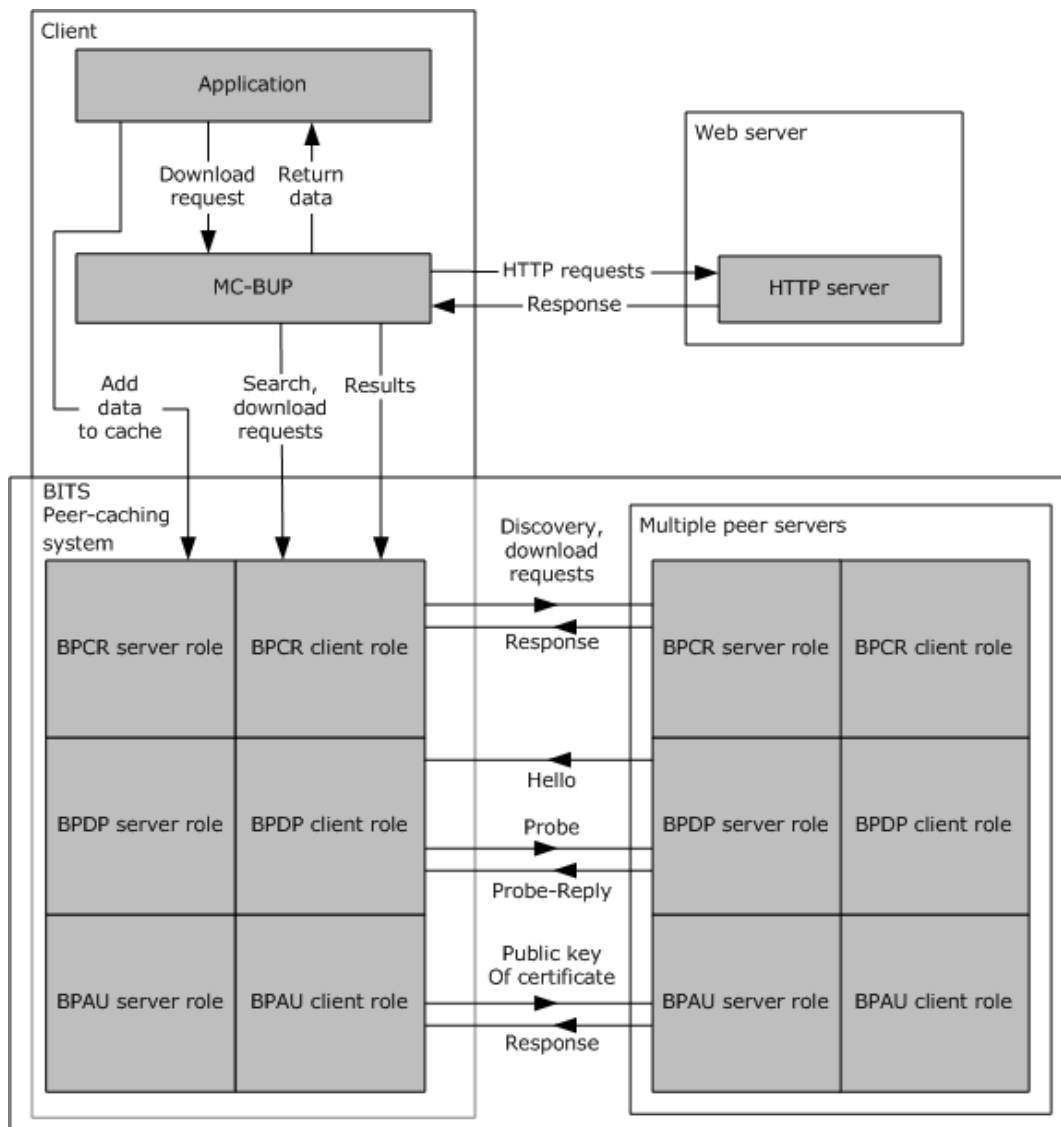 Client
Application
Web server
Download
request
Return
data
MC-BUP
HTTP requests
Response
HTTP server
Add
data
to cache
Search,
download
requests
Results
BITS
Peer-caching
system
Discovery,
download
requests
Multiple peer servers
BPCR server role
BPCR client role
Response
BPCR server role
BPCR client role
Hello
BPDP server role
BPDP client role
Probe
BPDP server role
BPDP client role
Probe-Reply
Public key
Of certificate
BPAU server role
BPAU client role
BPAU server role
BPAU client role
Response